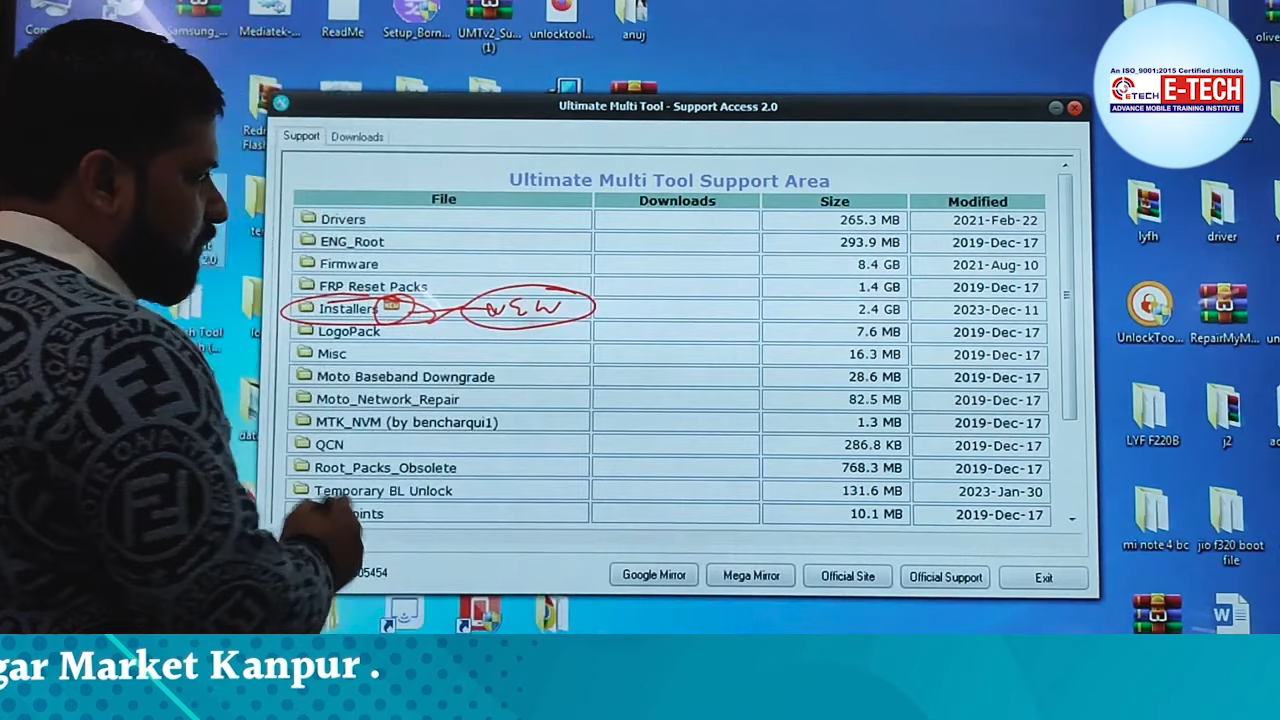 Samsung_...
Mediatek-...
ReadMe
Setup_Born...
UMTv2_Su...
(1)
unlocktool...
anuj
An ISO_9001:2015 Certified institute
ETECH E-TECH
ADVANCE MOBILE TRAINING INSTITUTE
Ultimate Multi Tool - Support Access 2.0
Support Downloads
Ultimate Multi Tool Support Area
File Downloads Size Modified
Drivers 265.3 MB 2021-Feb-22
ENG_Root 293.9 MB 2019-Dec-17
Firmware 8.4 GB 2021-Aug-10
FRP Reset Packs 1.4 GB 2019-Dec-17
Installers NEW NEW 2.4 GB 2023-Dec-11
LogoPack 7.6 MB 2019-Dec-17
Misc 16.3 MB 2019-Dec-17
Moto Baseband Downgrade 28.6 MB 2019-Dec-17
Moto_Network_Repair 82.5 MB 2019-Dec-17
MTK_NVM (by bencharqui1) 1.3 MB 2019-Dec-17
QCN 286.8 KB 2019-Dec-17
Root_Packs_Obsolete 768.3 MB 2019-Dec-17
Temporary BL Unlock 131.6 MB 2023-Jan-30
10.1 MB 2019-Dec-17
Google Mirror Mega Mirror Official Site Official Support Exit
lyfh
driver
UnlockToo...
RepairMyM...
LYF F220B
j2
mi note 4 bc
jio f320 boot
file
gar Market Kanpur .